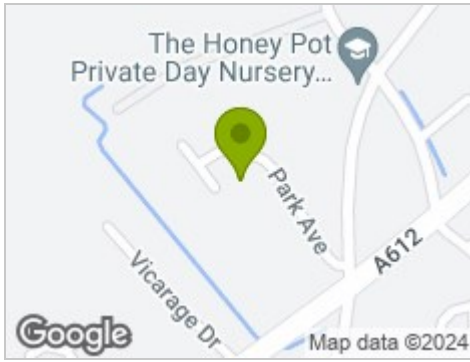 The Honey Pot
Private Day Nursery...
Park Ave
A612
Vicarage Dr
Google
Map data ©2024